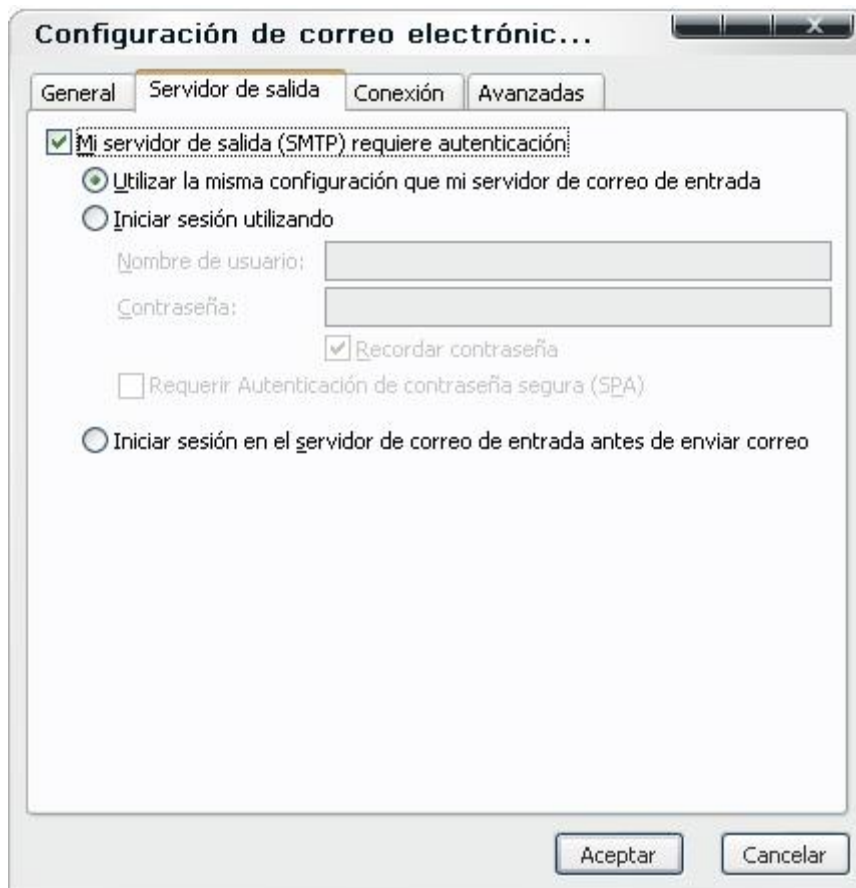 Configuración de correo electrónic...
General Servidor de salida Conexión Avanzadas
Mi servidor de salida (SMTP) requiere autenticación
Utilizar la misma configuración que mi servidor de correo de entrada
Iniciar sesión utilizando
Nombre de usuario:
Contraseña:
Recordar contraseña
Requerir Autenticación de contraseña segura (SPA)
Iniciar sesión en el servidor de correo de entrada antes de enviar correo
Aceptar Cancelar